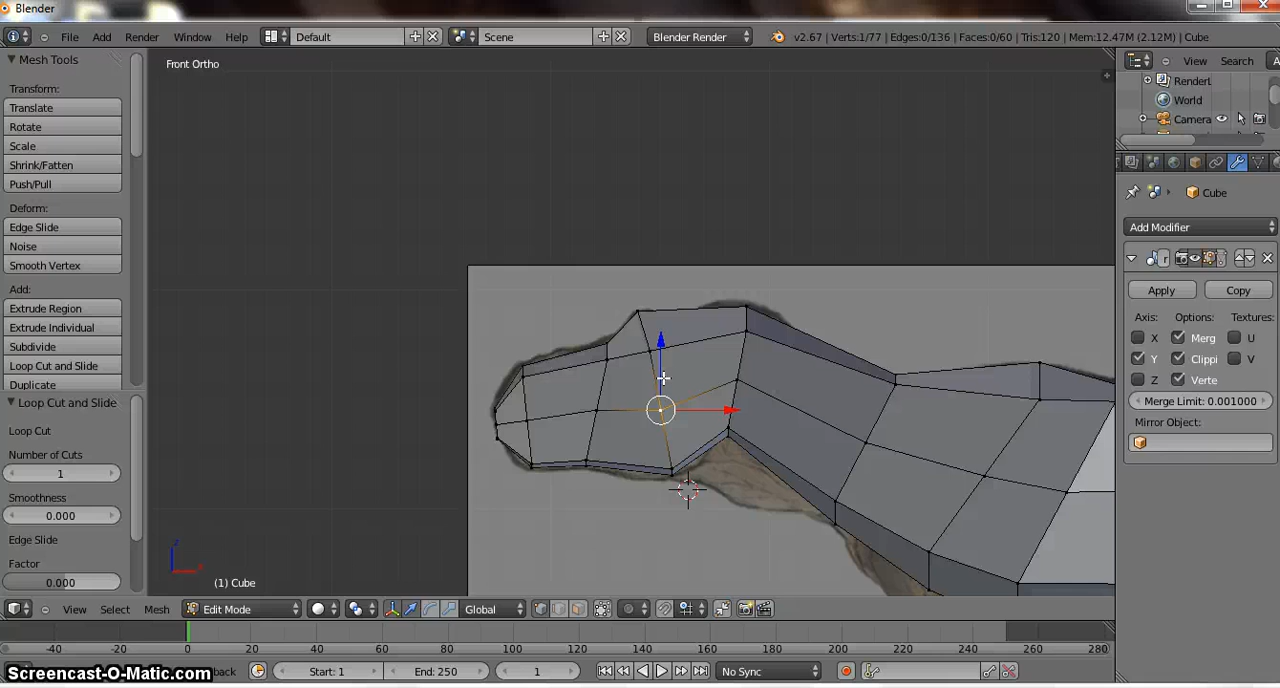 Blender
File Add Render Window Help Default Scene Blender Render v2.67 | Verts:1/77 | Edges:0/136 | Faces:0/60 | Tris:120 | Mem:12.47M (2.12M) | Cube
Mesh Tools
Transform:
Translate
Rotate
Scale
Shrink/Fatten
Push/Pull
Deform:
Edge Slide
Noise
Smooth Vertex
Add:
Extrude Region
Extrude Individual
Subdivide
Loop Cut and Slide
Duplicate
Loop Cut and Slide
Loop Cut
Number of Cuts
1
Smoothness
0.000
Edge Slide
Factor
0.000
Front Ortho
z
x
(1) Cube
View Select Mesh Edit Mode Global
View Search A
RenderL
World
Camera
Cube
Add Modifier
r
Apply Copy
Axis: Options: Textures:
X Merg U
Y Clippi V
Z Verte
Merge Limit: 0.001000
Mirror Object:
-40 -20 0 20 40 60 80 100 120 140 160 180 200 220 240 260 280
back Start: 1 End: 250 1 No Sync
Screencast-O-Matic.com